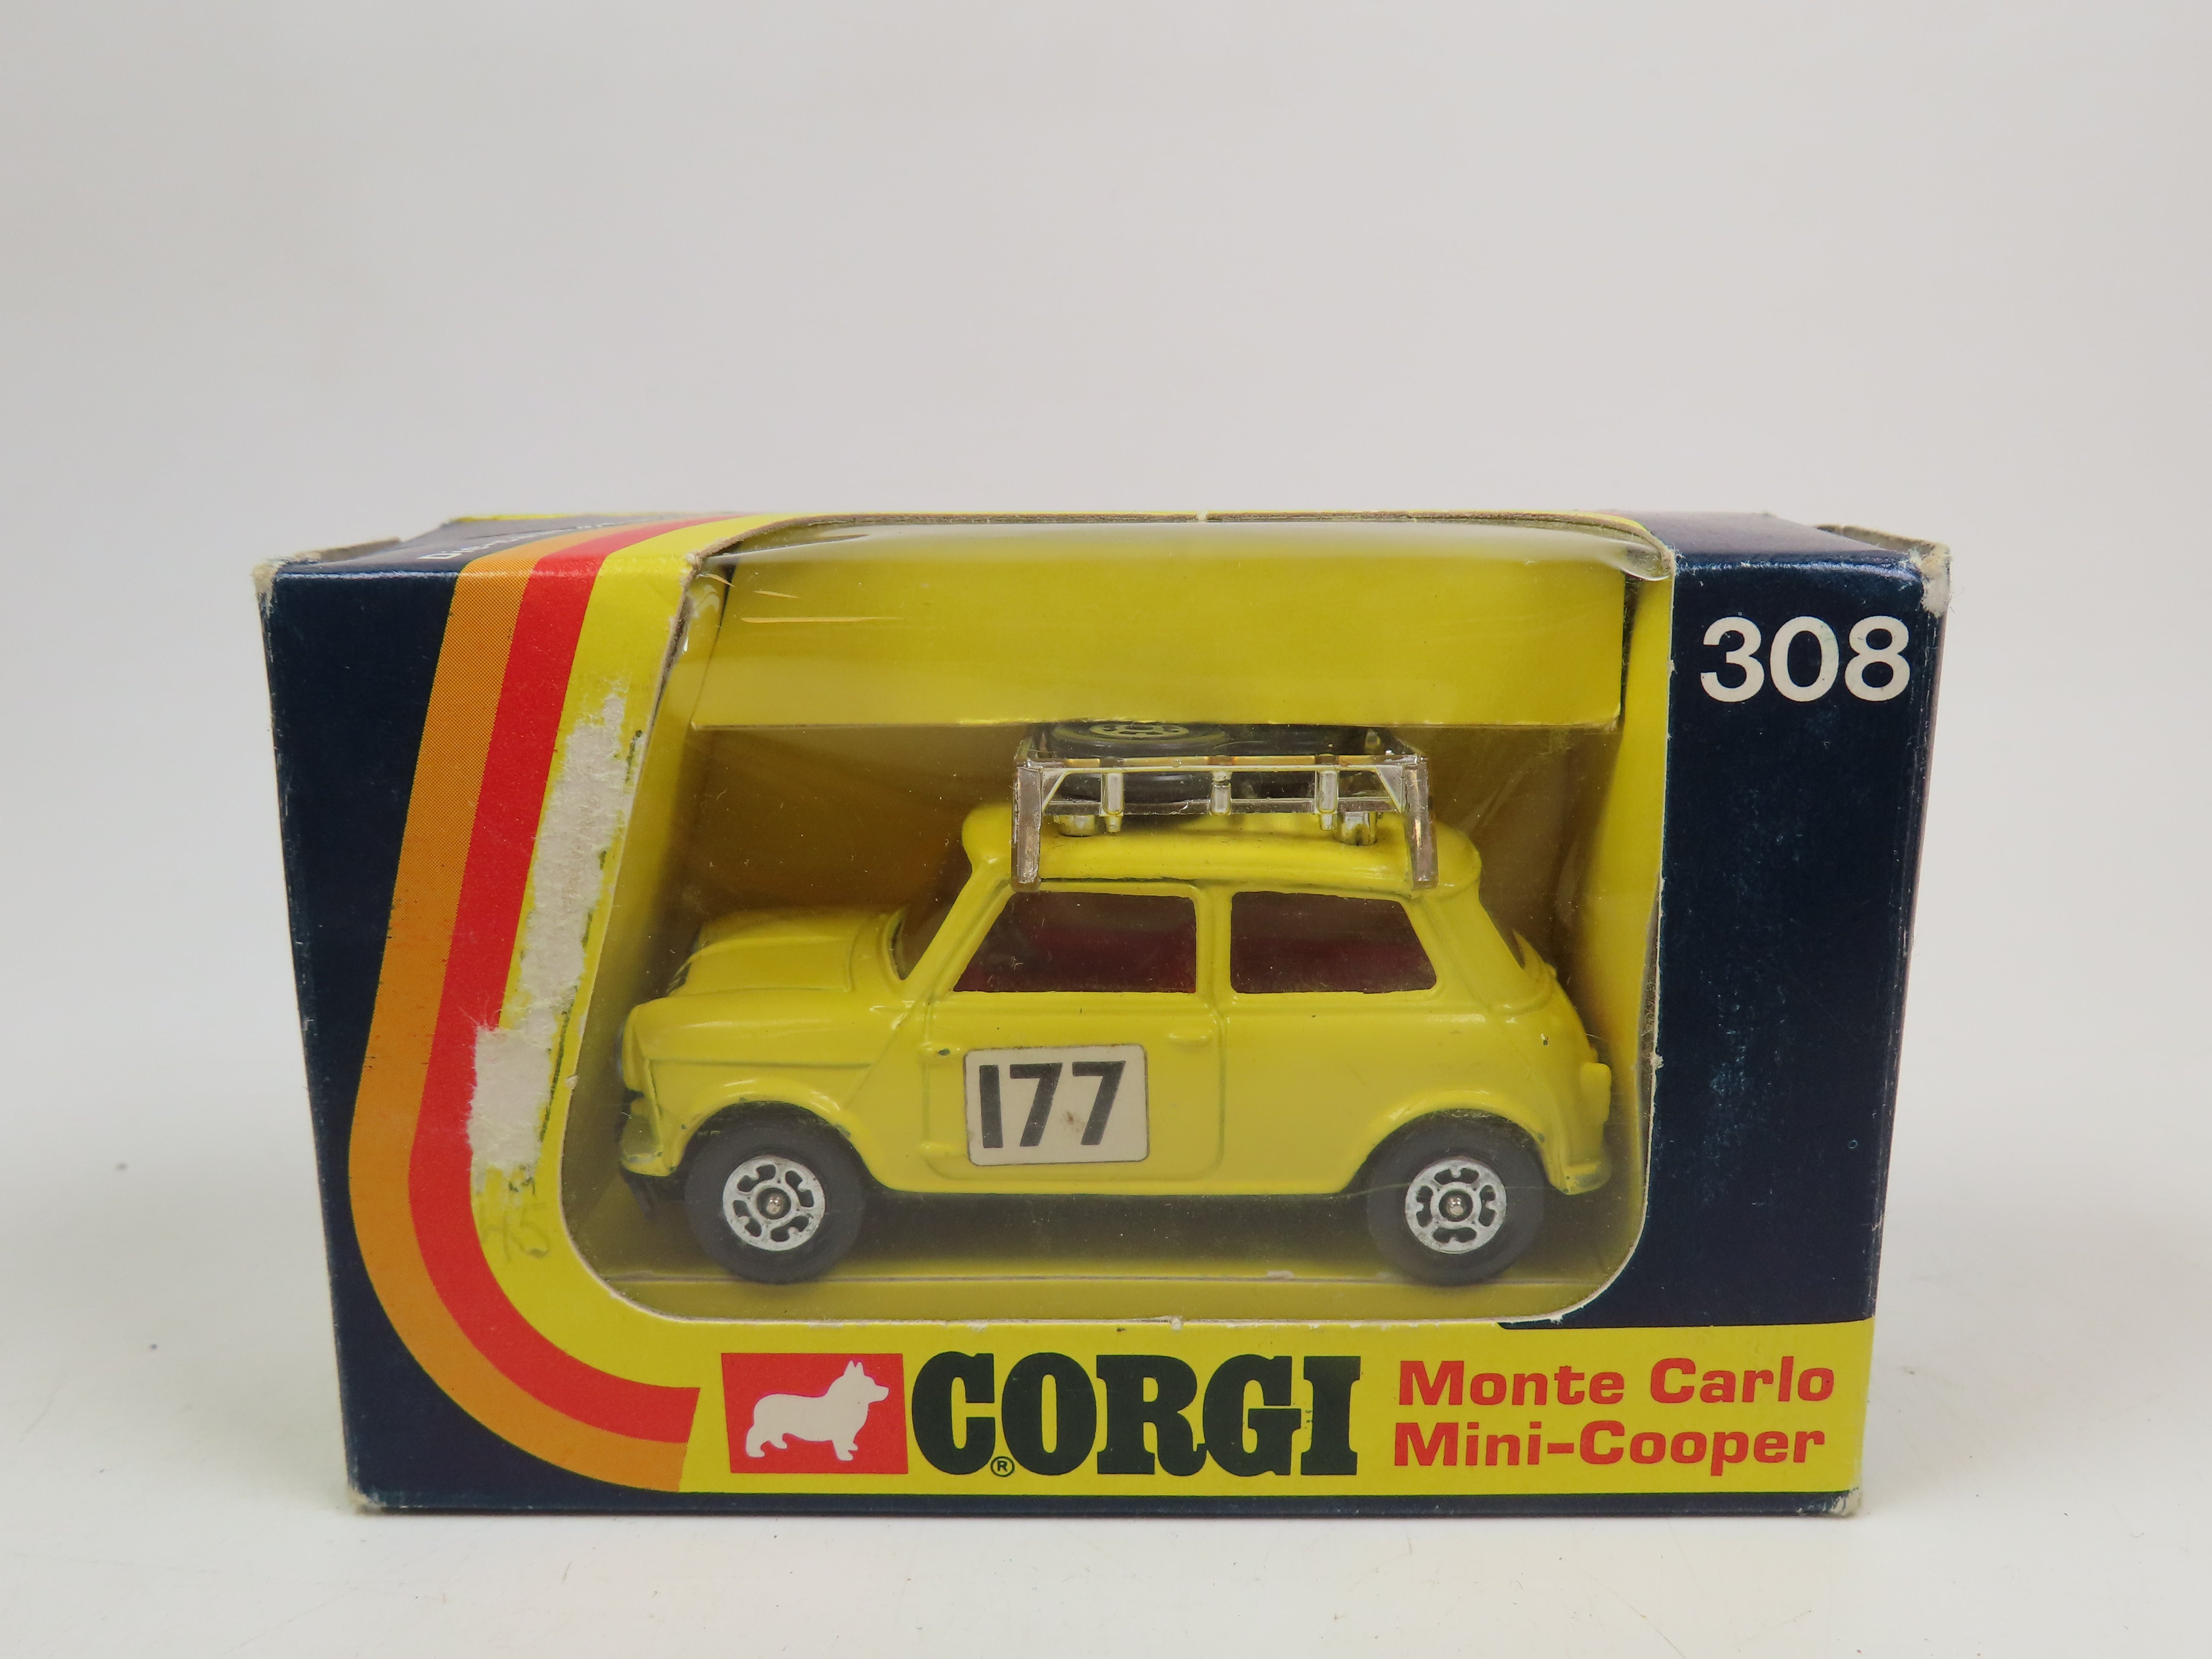 308
177
CORGI®
Monte Carlo
Mini-Cooper